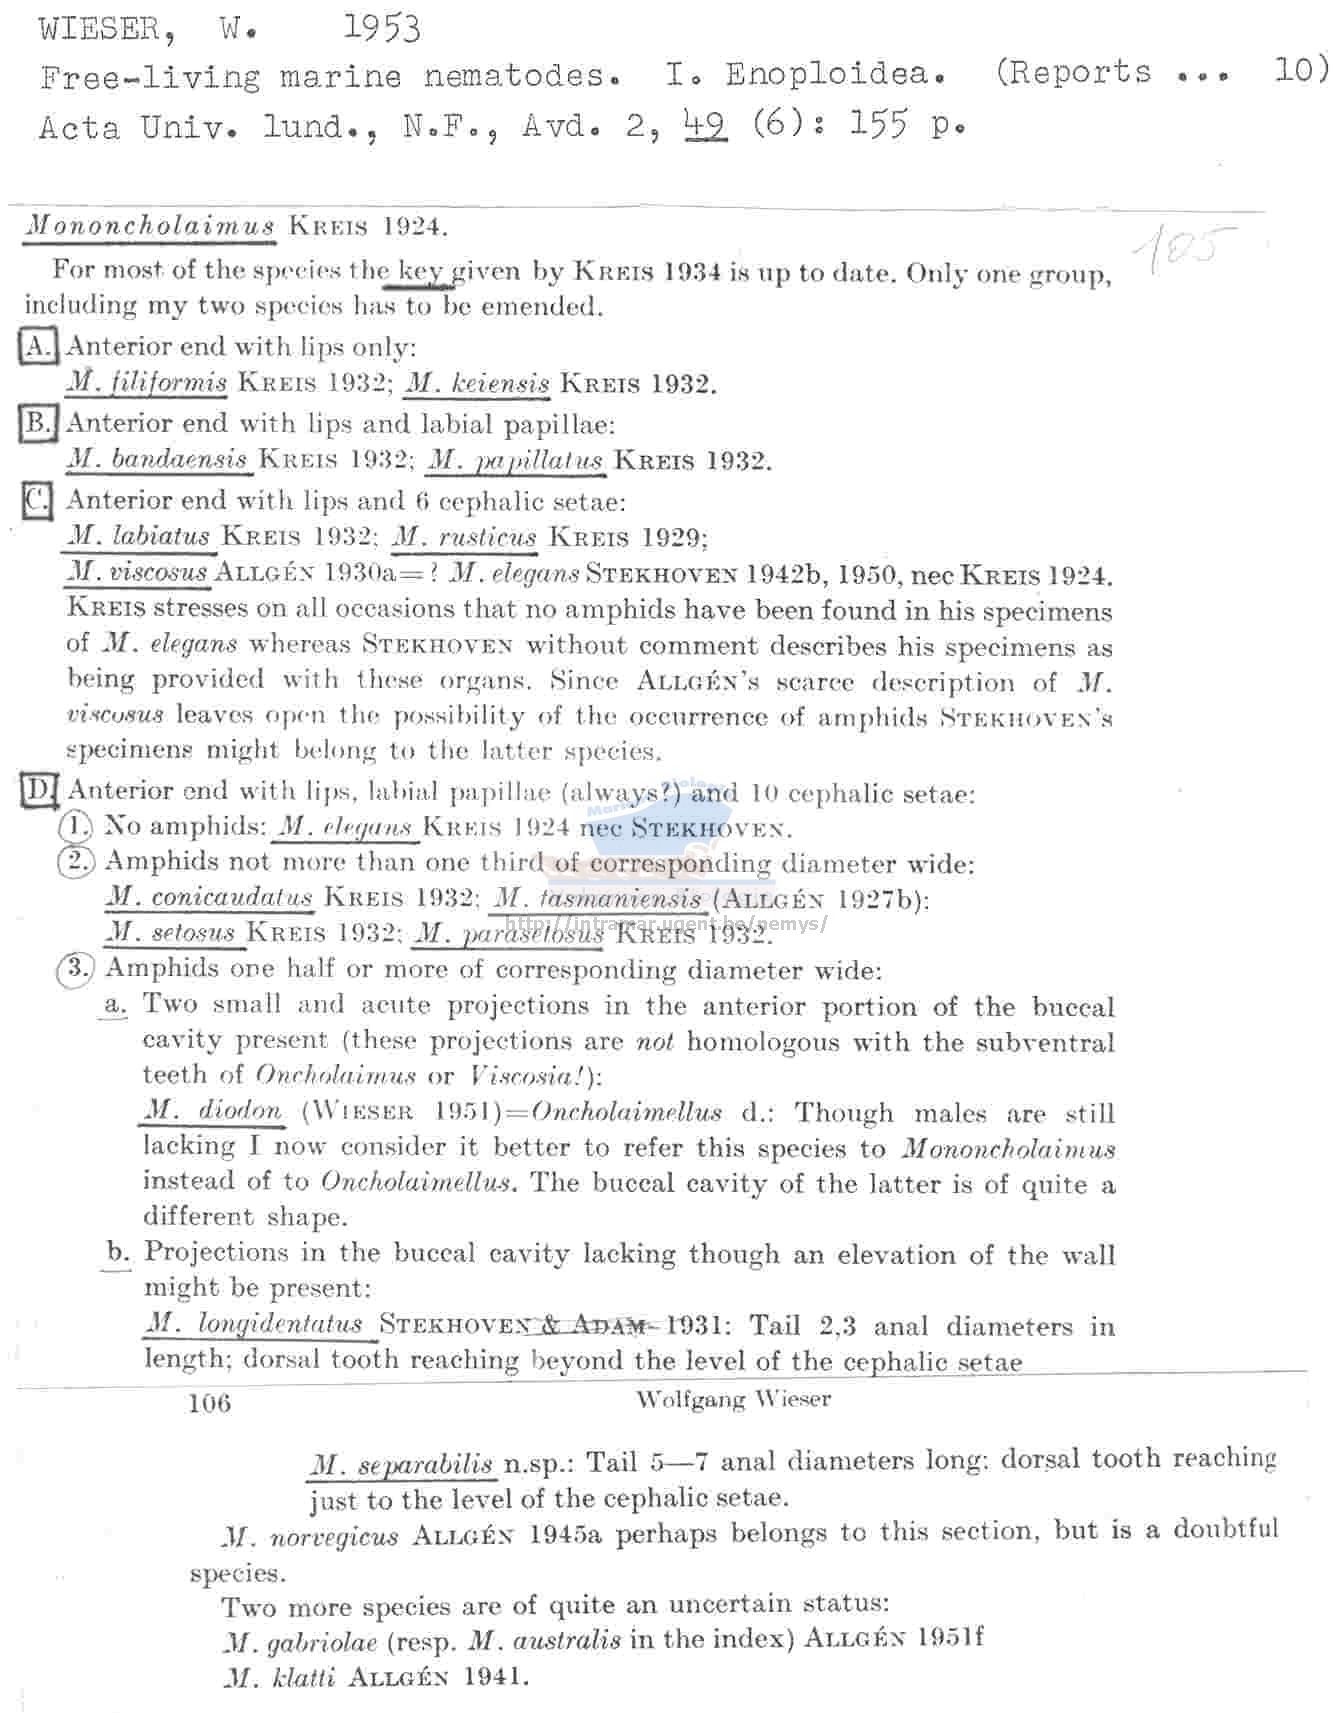 WIESER, W. 1953
Free-living marine nematodes. I. Enoploidea. (Reports ... 10)
Acta Univ. lund., N.F., Avd. 2, 49 (6): 155 p.
Mononcholaimus KREIS 1924.
105
For most of the species the key given by KREIS 1934 is up to date. Only one group,
including my two species has to be emended.
A. Anterior end with lips only:
M. filiformis KREIS 1932; M. keiensis KREIS 1932.
B. Anterior end with lips and labial papillae:
M. bandaensis KREIS 1932; M. papillatus KREIS 1932.
C. Anterior end with lips and 6 cephalic setae:
M. labiatus KREIS 1932; M. rusticus KREIS 1929;
M. viscosus ALLGÉN 1930a=? M. elegans STEKHOVEN 1942b, 1950, nec KREIS 1924.
KREIS stresses on all occasions that no amphids have been found in his specimens
of M. elegans whereas STEKHOVEN without comment describes his specimens as
being provided with these organs. Since ALLGÉN's scarce description of M.
viscosus leaves open the possibility of the occurrence of amphids STEKHOVEN's
specimens might belong to the latter species.
D. Anterior end with lips, labial papillae (always?) and 10 cephalic setae:
1. No amphids: M. elegans KREIS 1924 nec STEKHOVEN.
2. Amphids not more than one third of corresponding diameter wide:
M. conicaudatus KREIS 1932; M. tasmaniensis (ALLGÉN 1927b);
http://intramar.ugent.be/nemys/
M. setosus KREIS 1932; M. parasetosus KREIS 1932.
3. Amphids one half or more of corresponding diameter wide:
a. Two small and acute projections in the anterior portion of the buccal
cavity present (these projections are not homologous with the subventral
teeth of Oncholaimus or Viscosia!):
M. diodon (WIESER 1951)=Oncholaimellus d.: Though males are still
lacking I now consider it better to refer this species to Mononcholaimus
instead of to Oncholaimellus. The buccal cavity of the latter is of quite a
different shape.
b. Projections in the buccal cavity lacking though an elevation of the wall
might be present:
M. longidentatus STEKHOVEN & ADAM 1931: Tail 2,3 anal diameters in
length; dorsal tooth reaching beyond the level of the cephalic setae
106 Wolfgang Wieser
M. separabilis n.sp.: Tail 5—7 anal diameters long; dorsal tooth reaching
just to the level of the cephalic setae.
M. norvegicus ALLGÉN 1945a perhaps belongs to this section, but is a doubtful
species.
Two more species are of quite an uncertain status:
M. gabriolae (resp. M. australis in the index) ALLGÉN 1951f
M. klatti ALLGÉN 1941.